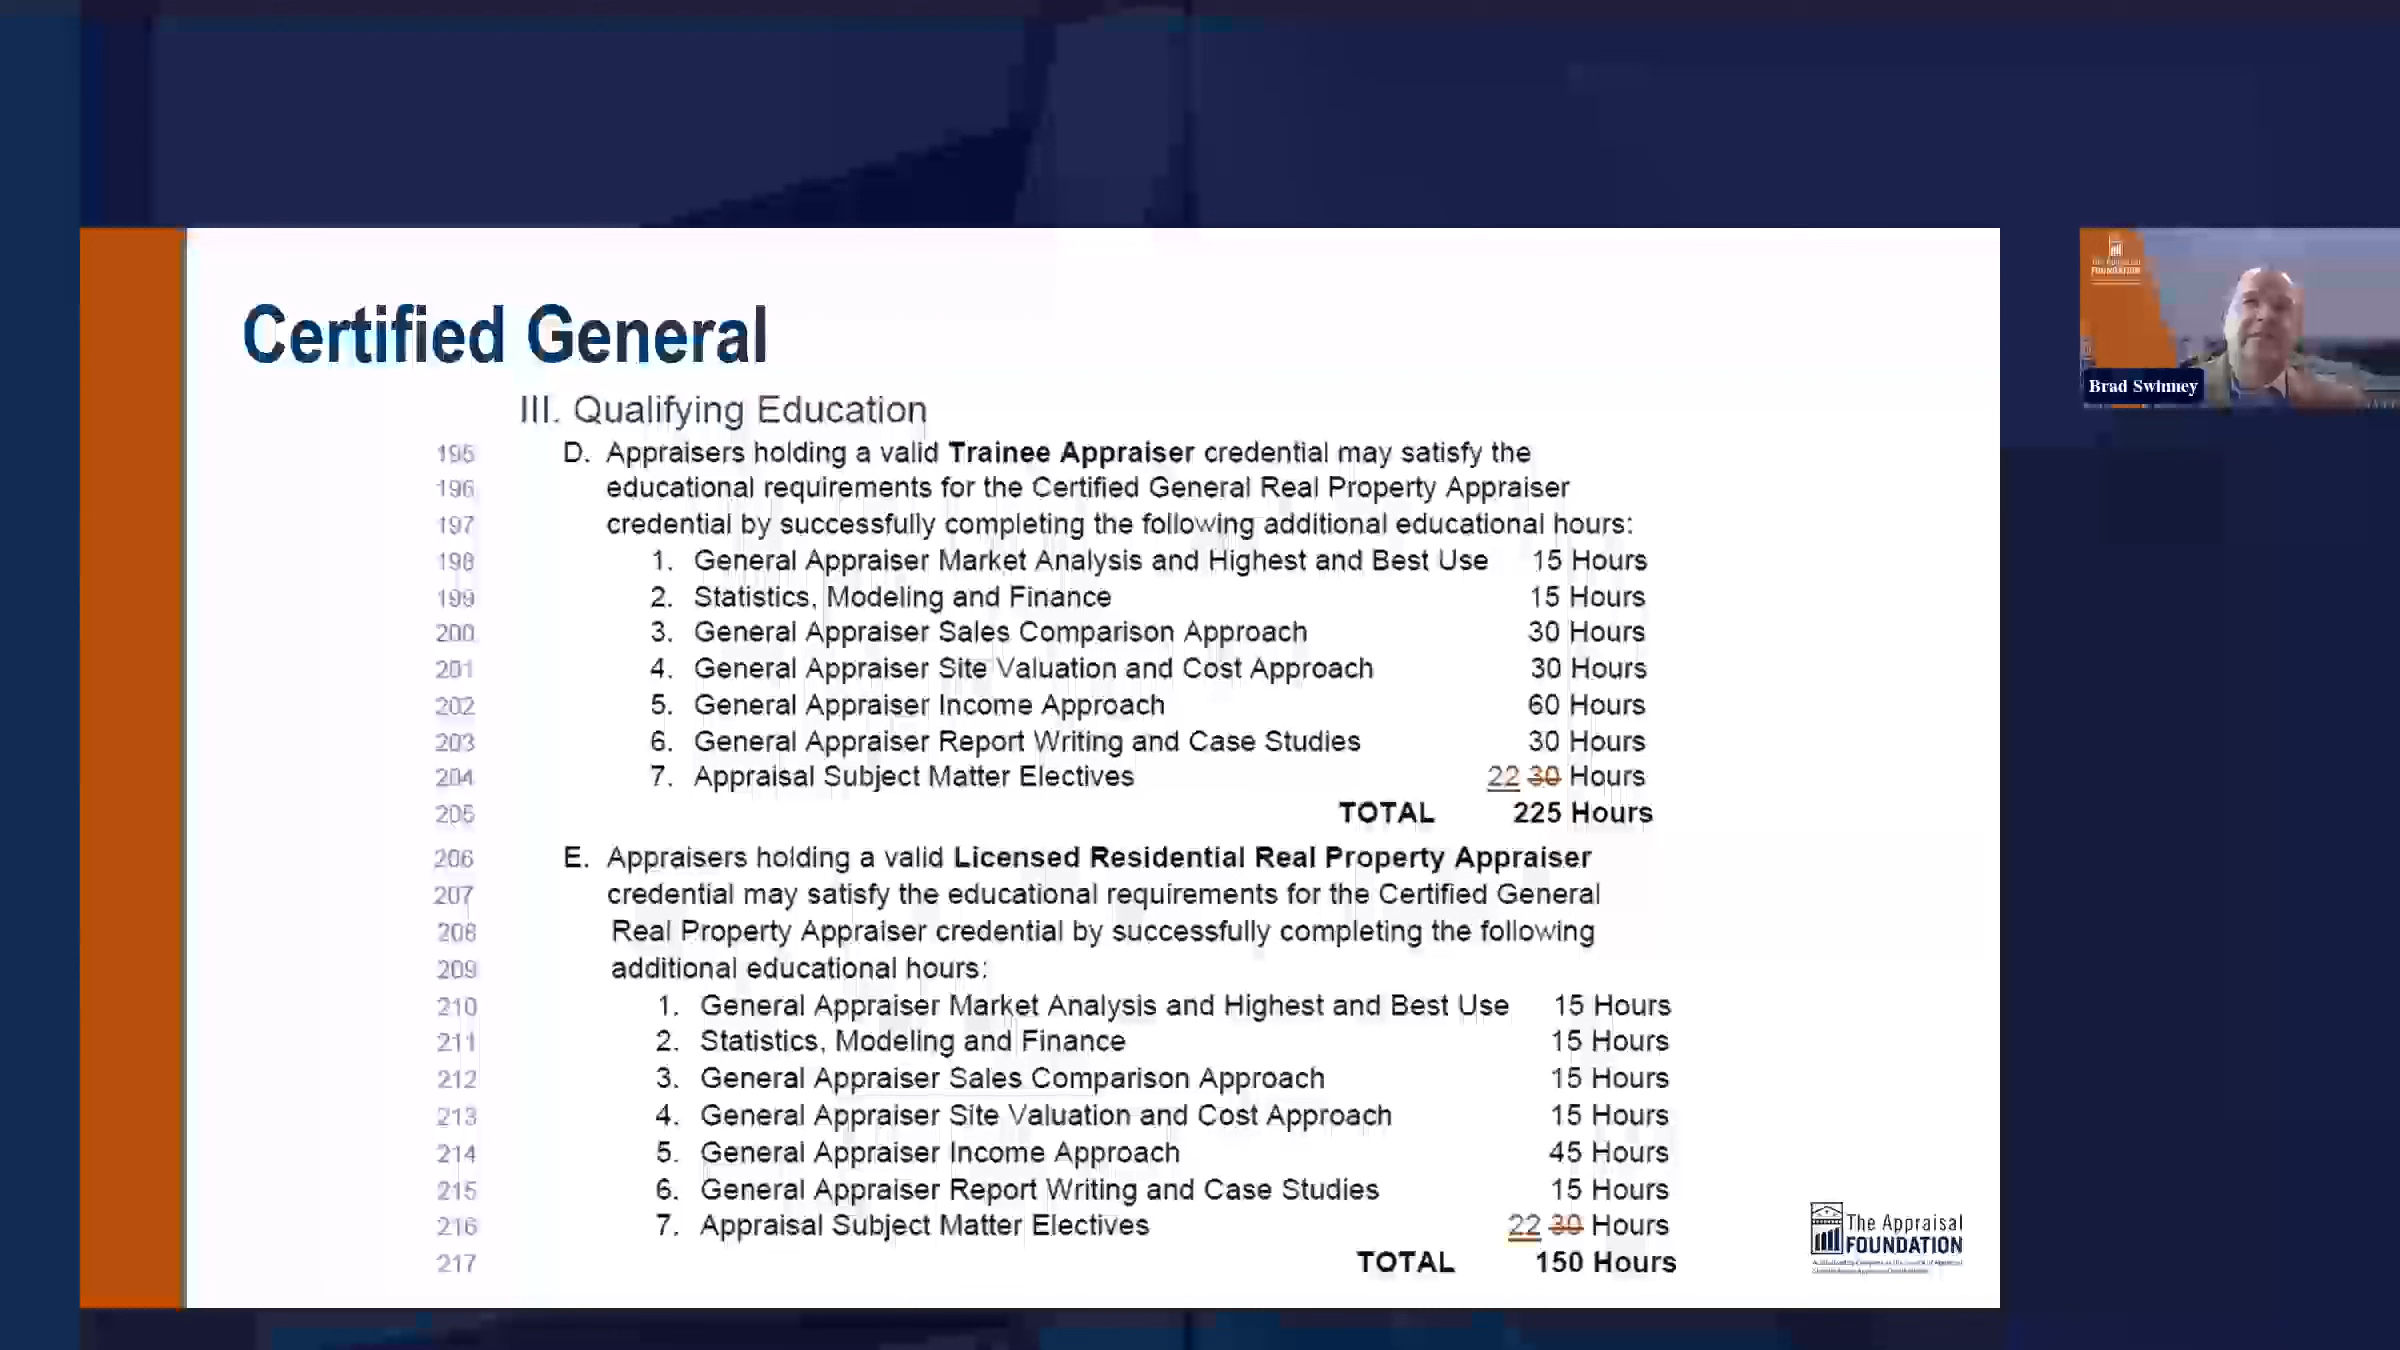 Certified General
III. Qualifying Education
195 D. Appraisers holding a valid Trainee Appraiser credential may satisfy the
196 educational requirements for the Certified General Real Property Appraiser
197 credential by successfully completing the following additional educational hours:
198 1. General Appraiser Market Analysis and Highest and Best Use 15 Hours
199 2. Statistics, Modeling and Finance 15 Hours
200 3. General Appraiser Sales Comparison Approach 30 Hours
201 4. General Appraiser Site Valuation and Cost Approach 30 Hours
202 5. General Appraiser Income Approach 60 Hours
203 6. General Appraiser Report Writing and Case Studies 30 Hours
204 7. Appraisal Subject Matter Electives 22 30 Hours
205 TOTAL 225 Hours
206 E. Appraisers holding a valid Licensed Residential Real Property Appraiser
207 credential may satisfy the educational requirements for the Certified General
208 Real Property Appraiser credential by successfully completing the following
209 additional educational hours:
210 1. General Appraiser Market Analysis and Highest and Best Use 15 Hours
211 2. Statistics, Modeling and Finance 15 Hours
212 3. General Appraiser Sales Comparison Approach 15 Hours
213 4. General Appraiser Site Valuation and Cost Approach 15 Hours
214 5. General Appraiser Income Approach 45 Hours
215 6. General Appraiser Report Writing and Case Studies 15 Hours
216 7. Appraisal Subject Matter Electives 22 30 Hours
217 TOTAL 150 Hours
The Appraisal
FOUNDATION
The Appraisal
FOUNDATION
Brad Swinney